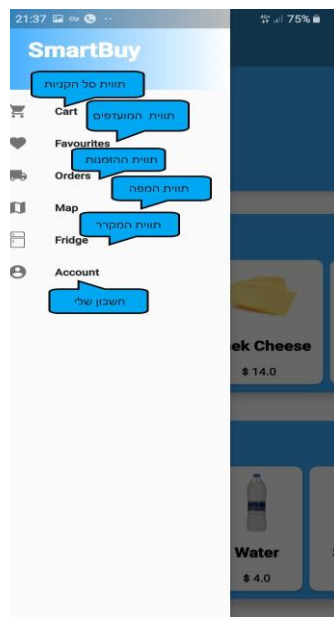 21:37
4G+ 75%
SmartBuy
תווית סל הקניות
Cart
תווית המועדפים
Favourites
תווית ההזמנות
Orders
תווית המפה
Map
תווית המקרר
Fridge
Account
חשבון שלי
ek Cheese
$ 14.0
Water
$ 4.0